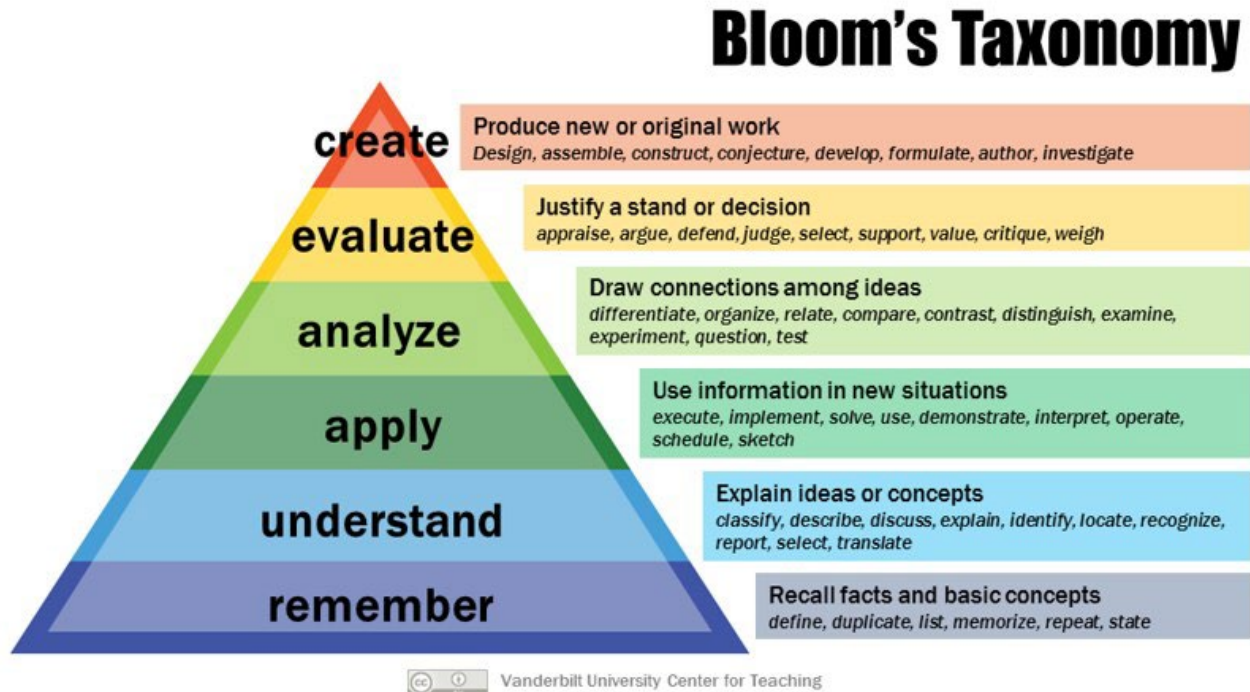 Bloom's Taxonomy
create
Produce new or original work
Design, assemble, construct, conjecture, develop, formulate, author, investigate
evaluate
Justify a stand or decision
appraise, argue, defend, judge, select, support, value, critique, weigh
analyze
Draw connections among ideas
differentiate, organize, relate, compare, contrast, distinguish, examine,
experiment, question, test
apply
Use information in new situations
execute, implement, solve, use, demonstrate, interpret, operate,
schedule, sketch
understand
Explain ideas or concepts
classify, describe, discuss, explain, identify, locate, recognize,
report, select, translate
remember
Recall facts and basic concepts
define, duplicate, list, memorize, repeat, state
cc Vanderbilt University Center for Teaching